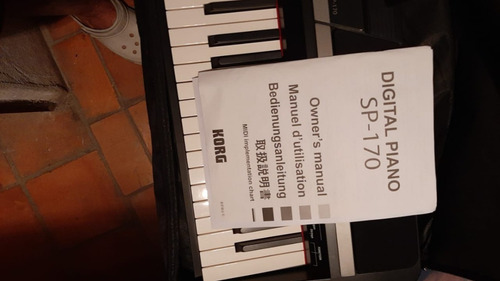 DIGITAL PIANO
SP-170
Owner's manual
Manuel d'utilisation
Bedienungsanleitung
取扱説明書
MIDI implementation chart
KORG